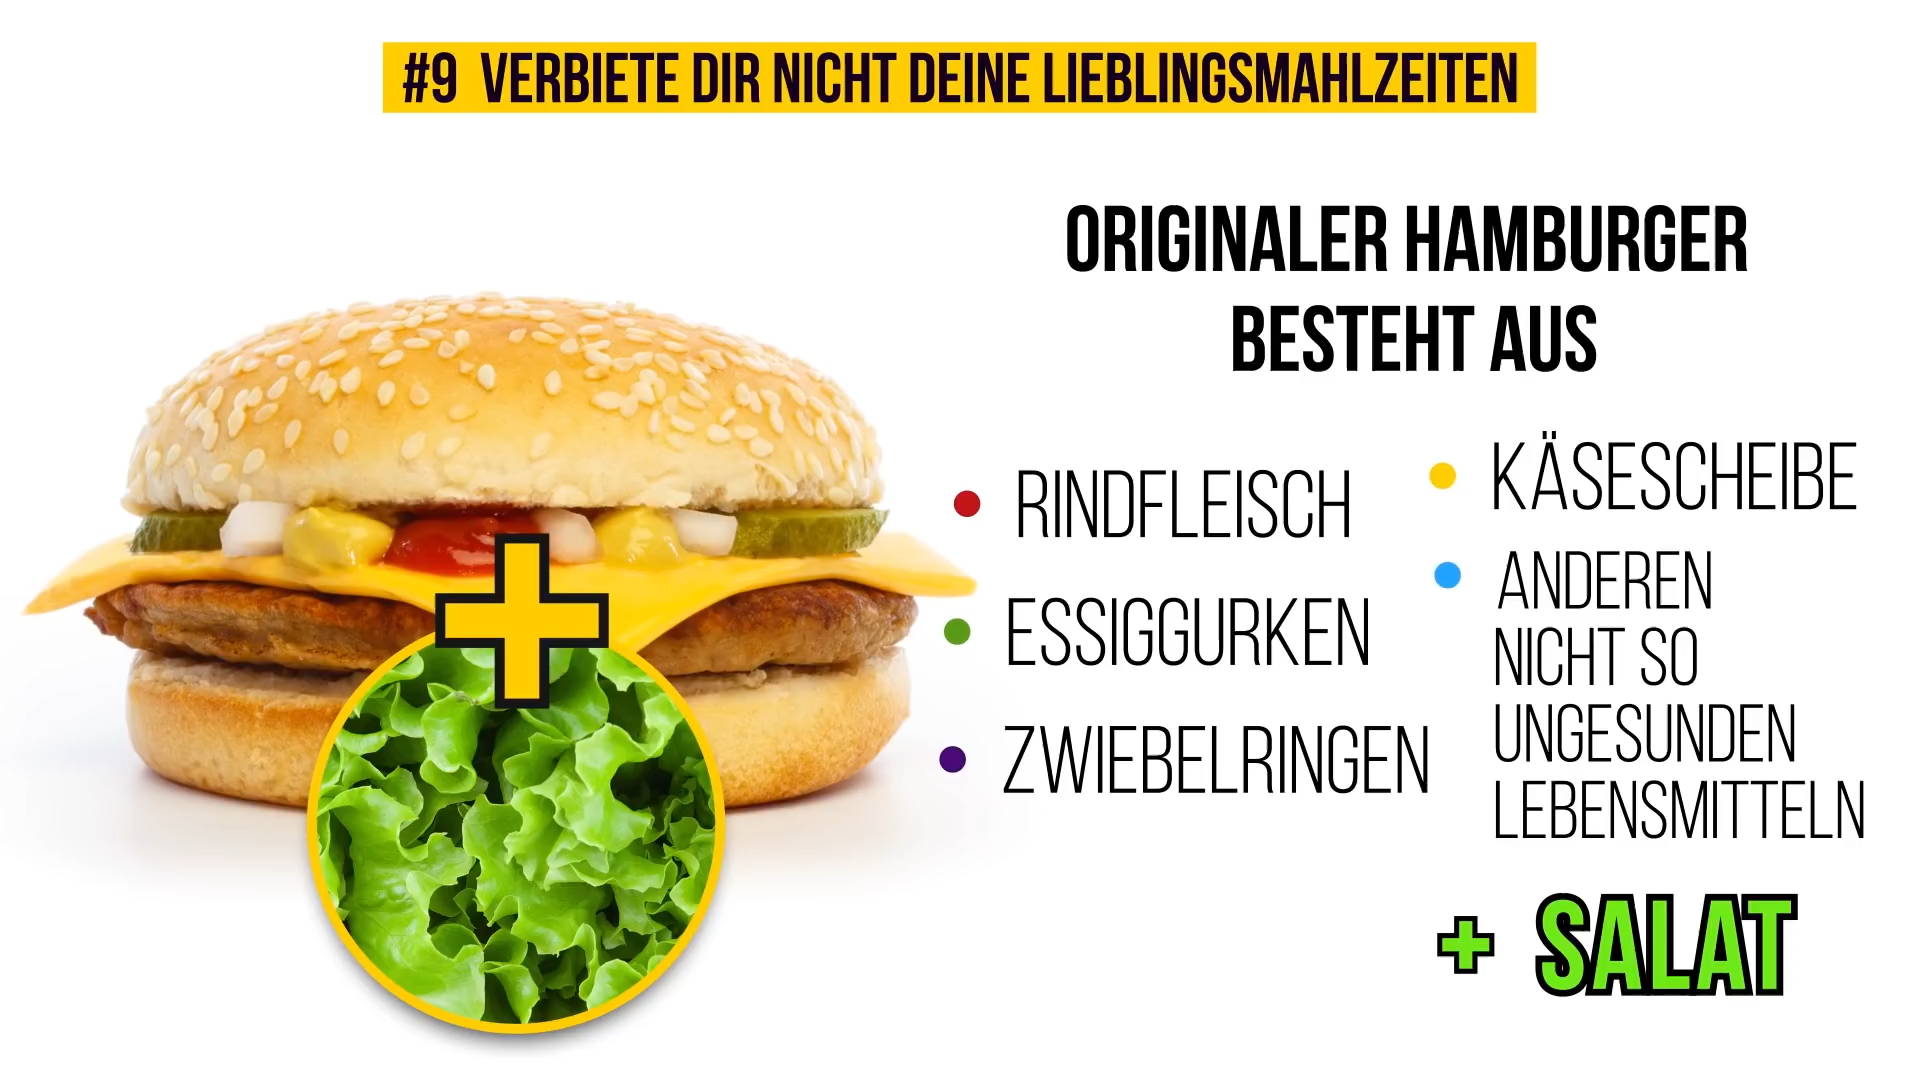 #9 VERBIETE DIR NICHT DEINE LIEBLINGSMAHLZEITEN
ORIGINALER HAMBURGER
BESTEHT AUS
RINDFLEISCH
ESSIGGURKEN
ZWIEBELRINGEN
KÄSESCHEIBE
ANDEREN
NICHT SO
UNGESUNDEN
LEBENSMITTELN
+ SALAT